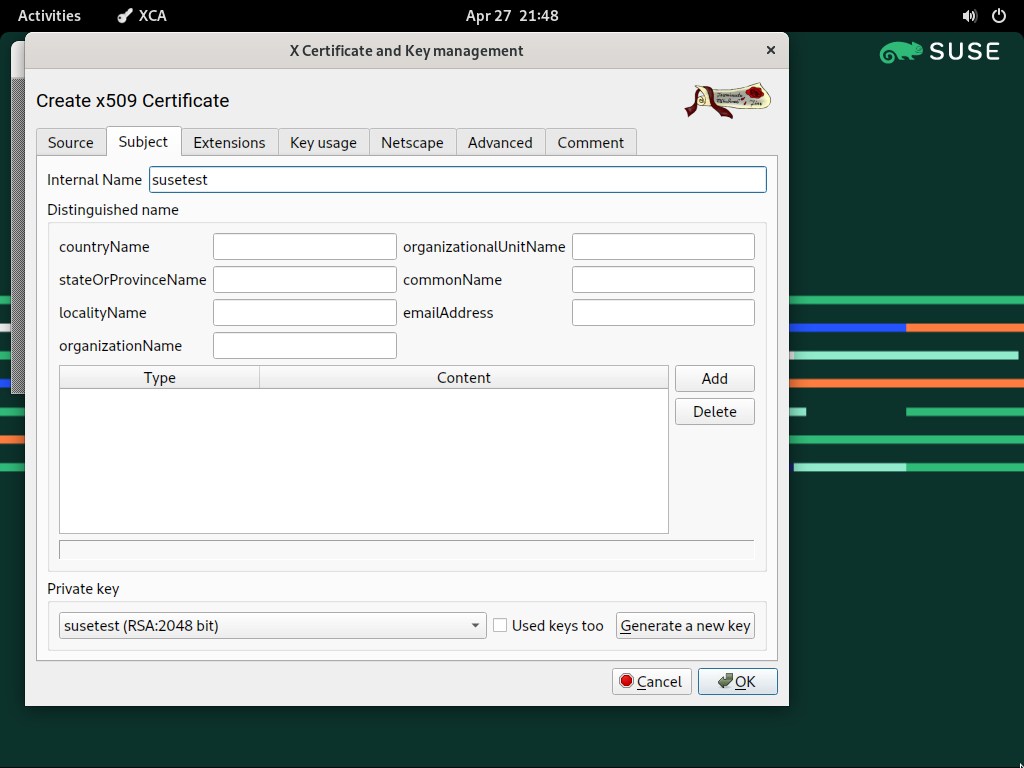 Activities XCA Apr 27 21:48
SUSE
X Certificate and Key management
Create x509 Certificate
Source Subject Extensions Key usage Netscape Advanced Comment
Internal Name susetest
Distinguished name
countryName organizationalUnitName
stateOrProvinceName commonName
localityName emailAddress
organizationName
Type Content Add
Delete
Private key
susetest (RSA:2048 bit) Used keys too Generate a new key
Cancel OK